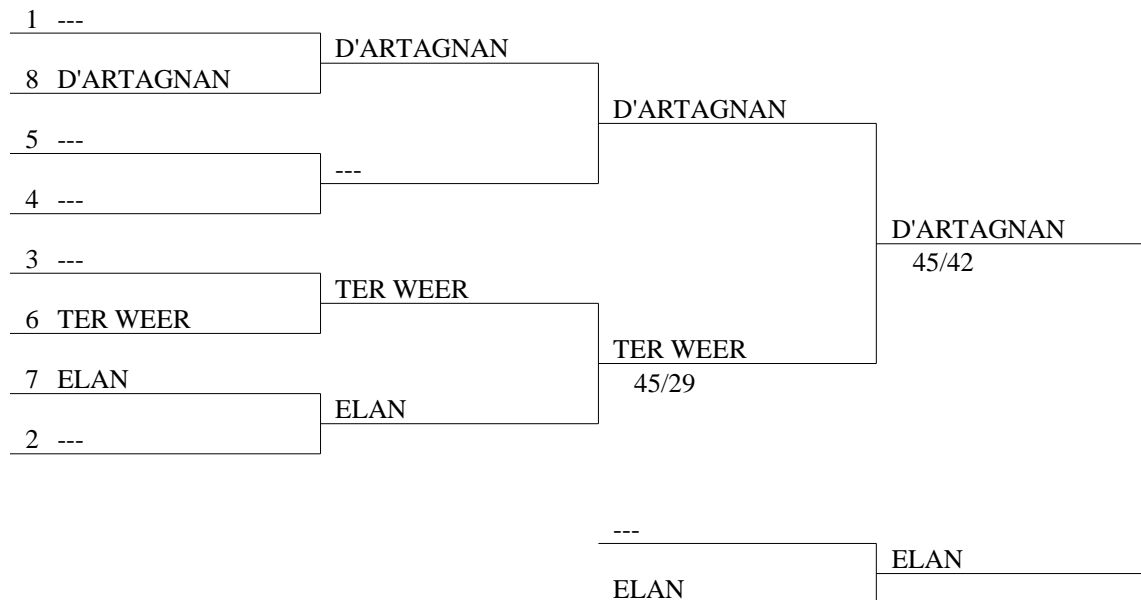 1 ---
D'ARTAGNAN
8 D'ARTAGNAN
D'ARTAGNAN
5 ---
---
4 ---
D'ARTAGNAN
45/42
3 ---
TER WEER
6 TER WEER
TER WEER
45/29
7 ELAN
ELAN
2 ---
---
ELAN
ELAN